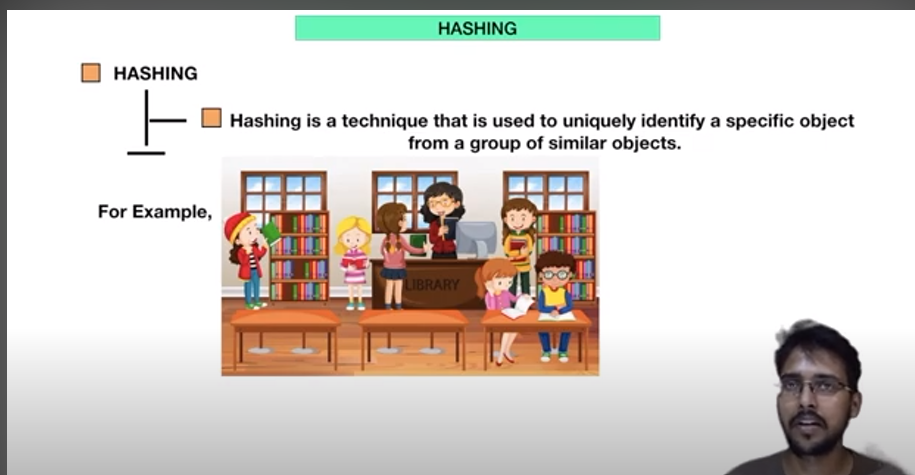 HASHING
HASHING
Hashing is a technique that is used to uniquely identify a specific object
from a group of similar objects.
For Example,
LIBRARY